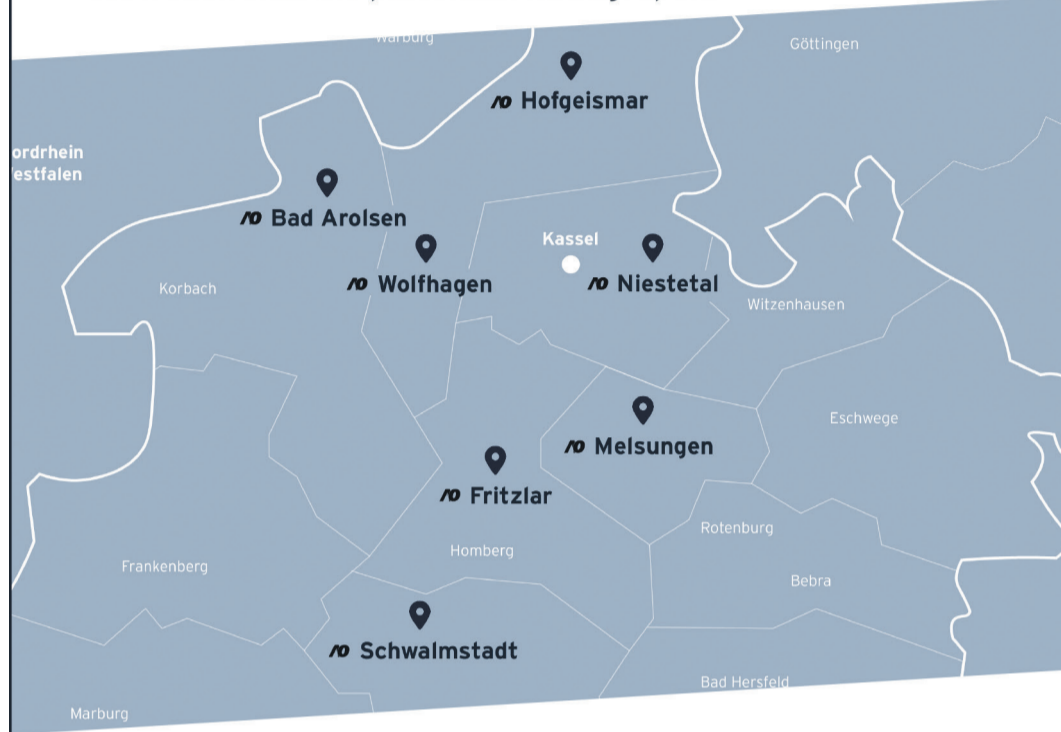 Warburg
Göttingen
Hofgeismar
ordrhein
estfalen
Bad Arolsen
Kassel
Wolfhagen
Niestetal
Korbach
Witzenhausen
Eschwege
Melsungen
Fritzlar
Rotenburg
Homberg
Frankenberg
Bebra
Schwalmstadt
Bad Hersfeld
Marburg